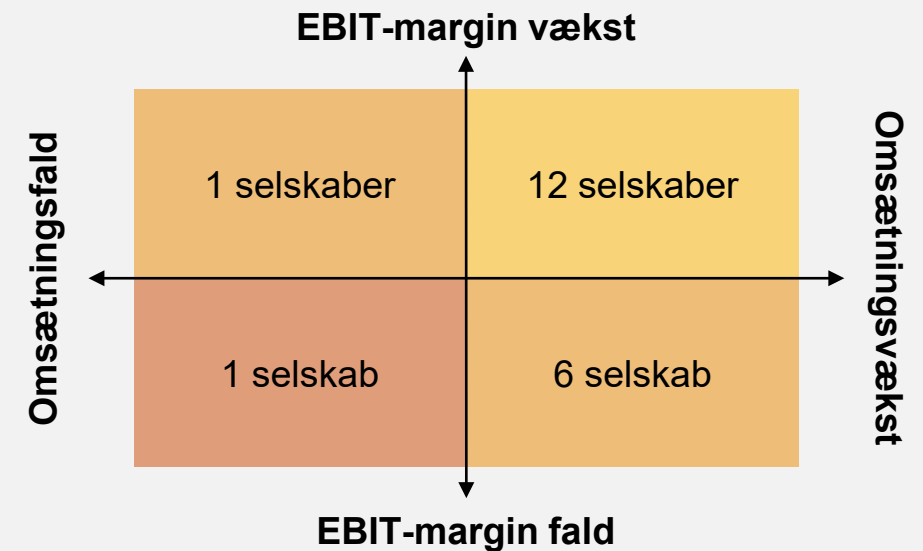 EBIT-margin vækst
Omsætningsfald
1 selskaber
12 selskaber
Omsætningsvækst
1 selskab
6 selskab
EBIT-margin fald